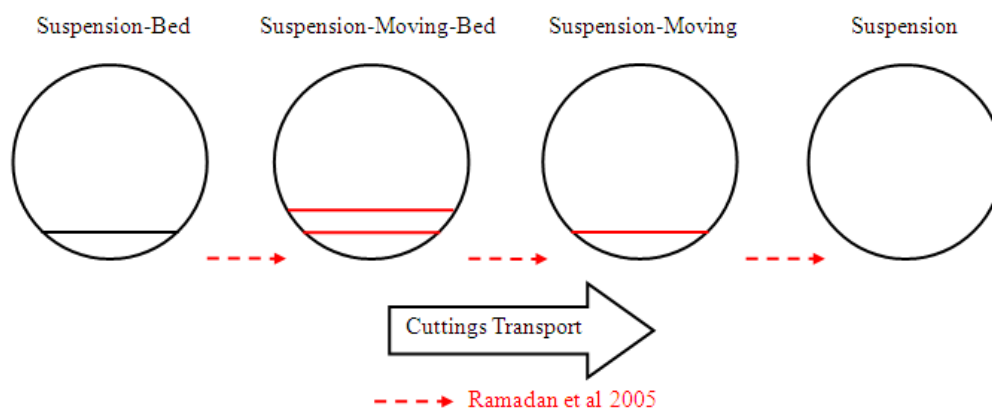 Suspension-Bed
Suspension-Moving-Bed
Suspension-Moving
Suspension
Cuttings Transport
Ramadan et al 2005